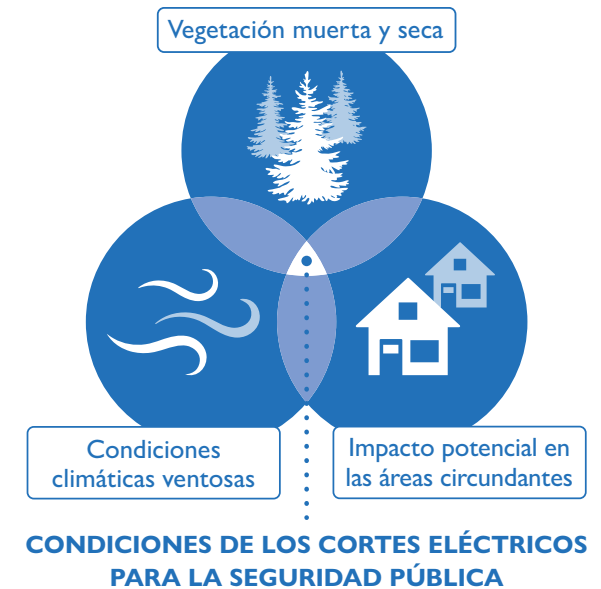 Vegetación muerta y seca
Condiciones
climáticas ventosas
Impacto potencial en
las áreas circundantes
CONDICIONES DE LOS CORTES ELÉCTRICOS
PARA LA SEGURIDAD PÚBLICA